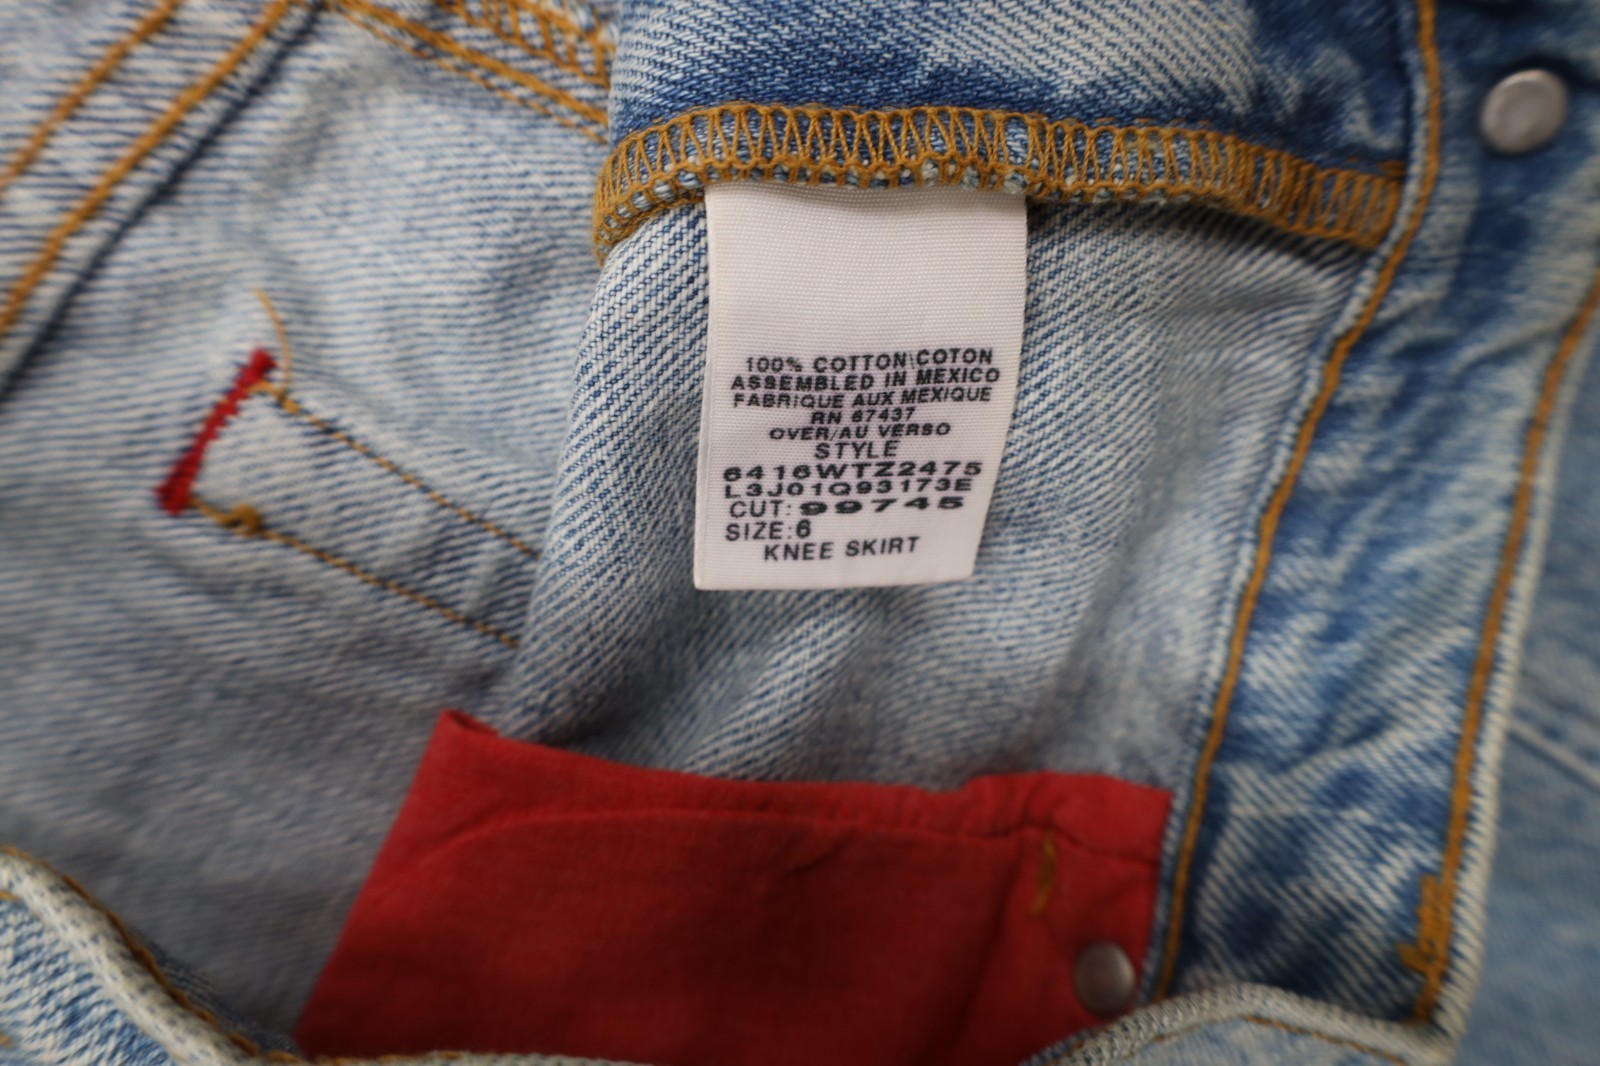 100% COTTON\COTON
ASSEMBLED IN MEXICO
FABRIQUE AUX MEXIQUE
RN 67437
OVER/AU VERSO
STYLE
6416WTZ2475
L3J01Q93173E
CUT: 99745
SIZE:6
KNEE SKIRT